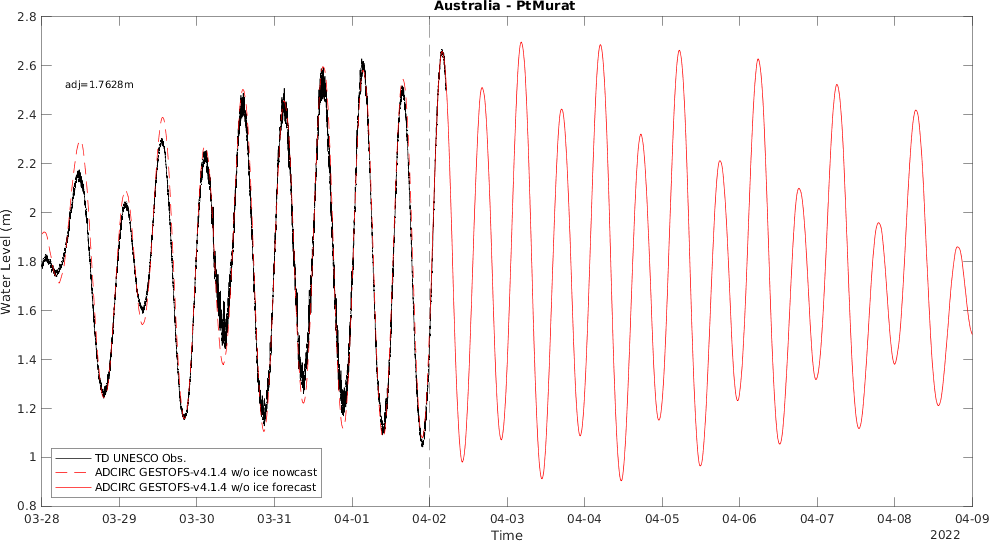 Australia - PtMurat
2.8
2.6
2.4
2.2
2
1.8
1.6
1.4
1.2
1
0.8
Water Level (m)
adj=1.7628m
TD UNESCO Obs.
ADCIRC GESTOFS-v4.1.4 w/o ice nowcast
ADCIRC GESTOFS-v4.1.4 w/o ice forecast
03-28 03-29 03-30 03-31 04-01 04-02 04-03 04-04 04-05 04-06 04-07 04-08 04-09
Time
2022